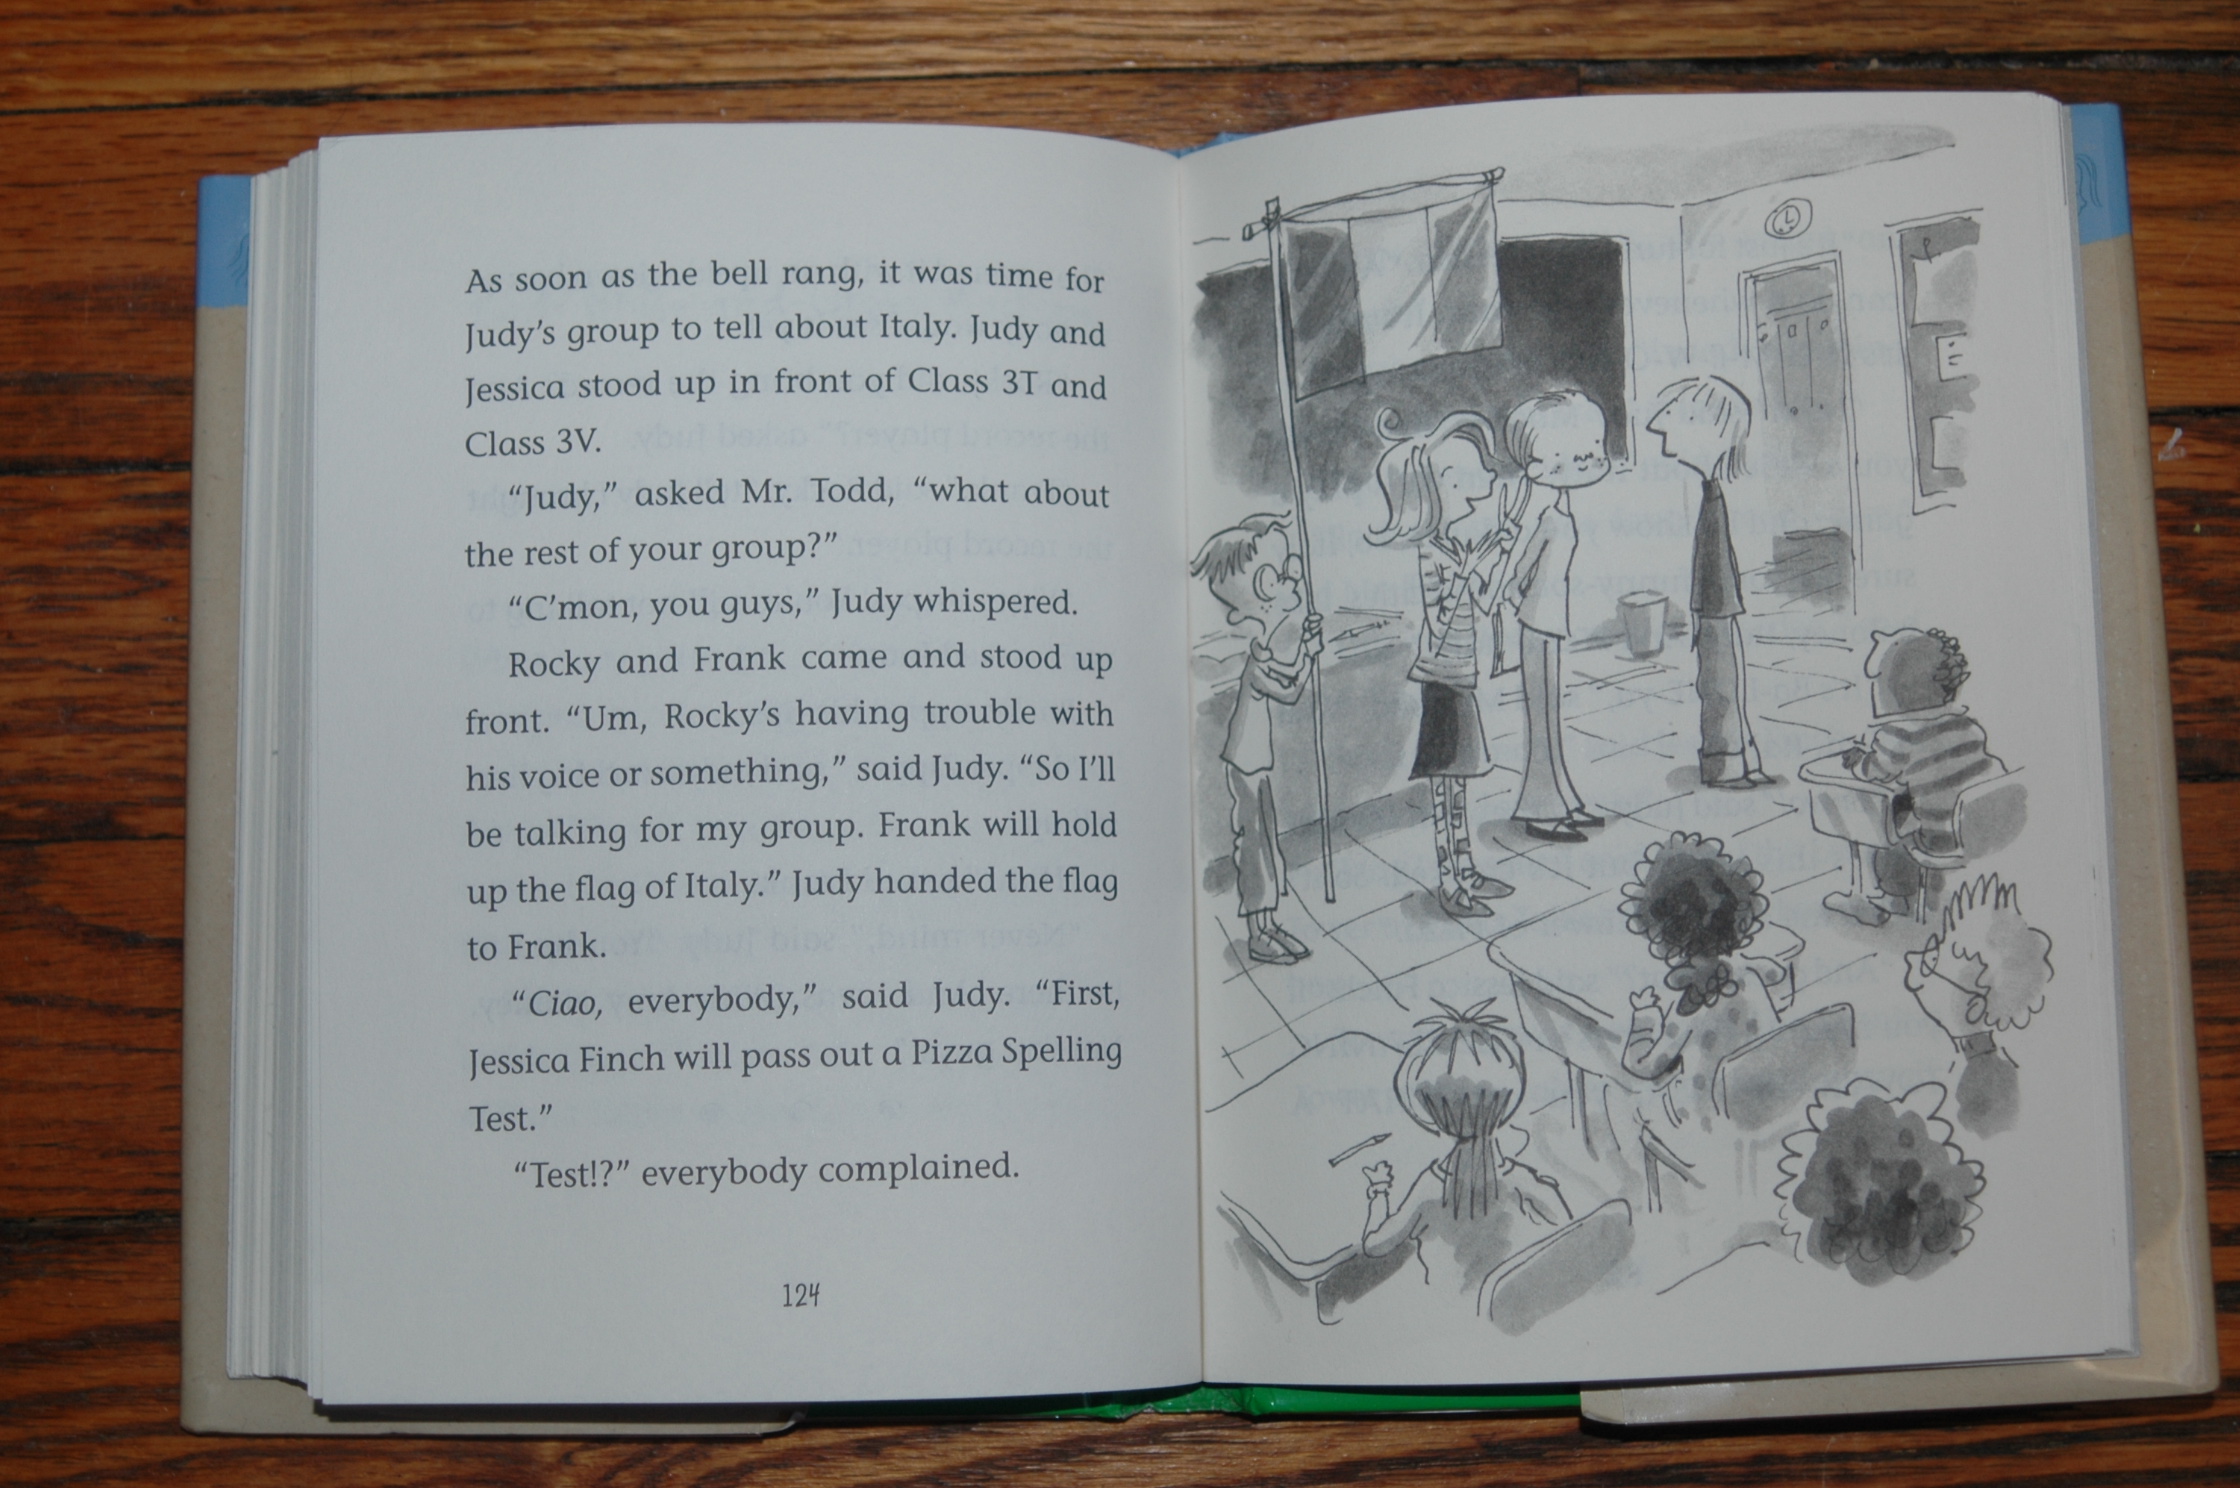 As soon as the bell rang, it was time for
Judy’s group to tell about Italy. Judy and
Jessica stood up in front of Class 3T and
Class 3V.
“Judy,” asked Mr. Todd, “what about
the rest of your group?”
“C’mon, you guys,” Judy whispered.
Rocky and Frank came and stood up
front. “Um, Rocky’s having trouble with
his voice or something,” said Judy. “So I’ll
be talking for my group. Frank will hold
up the flag of Italy.” Judy handed the flag
to Frank.
“Ciao, everybody,” said Judy. “First,
Jessica Finch will pass out a Pizza Spelling
Test.”
“Test!?” everybody complained.
124